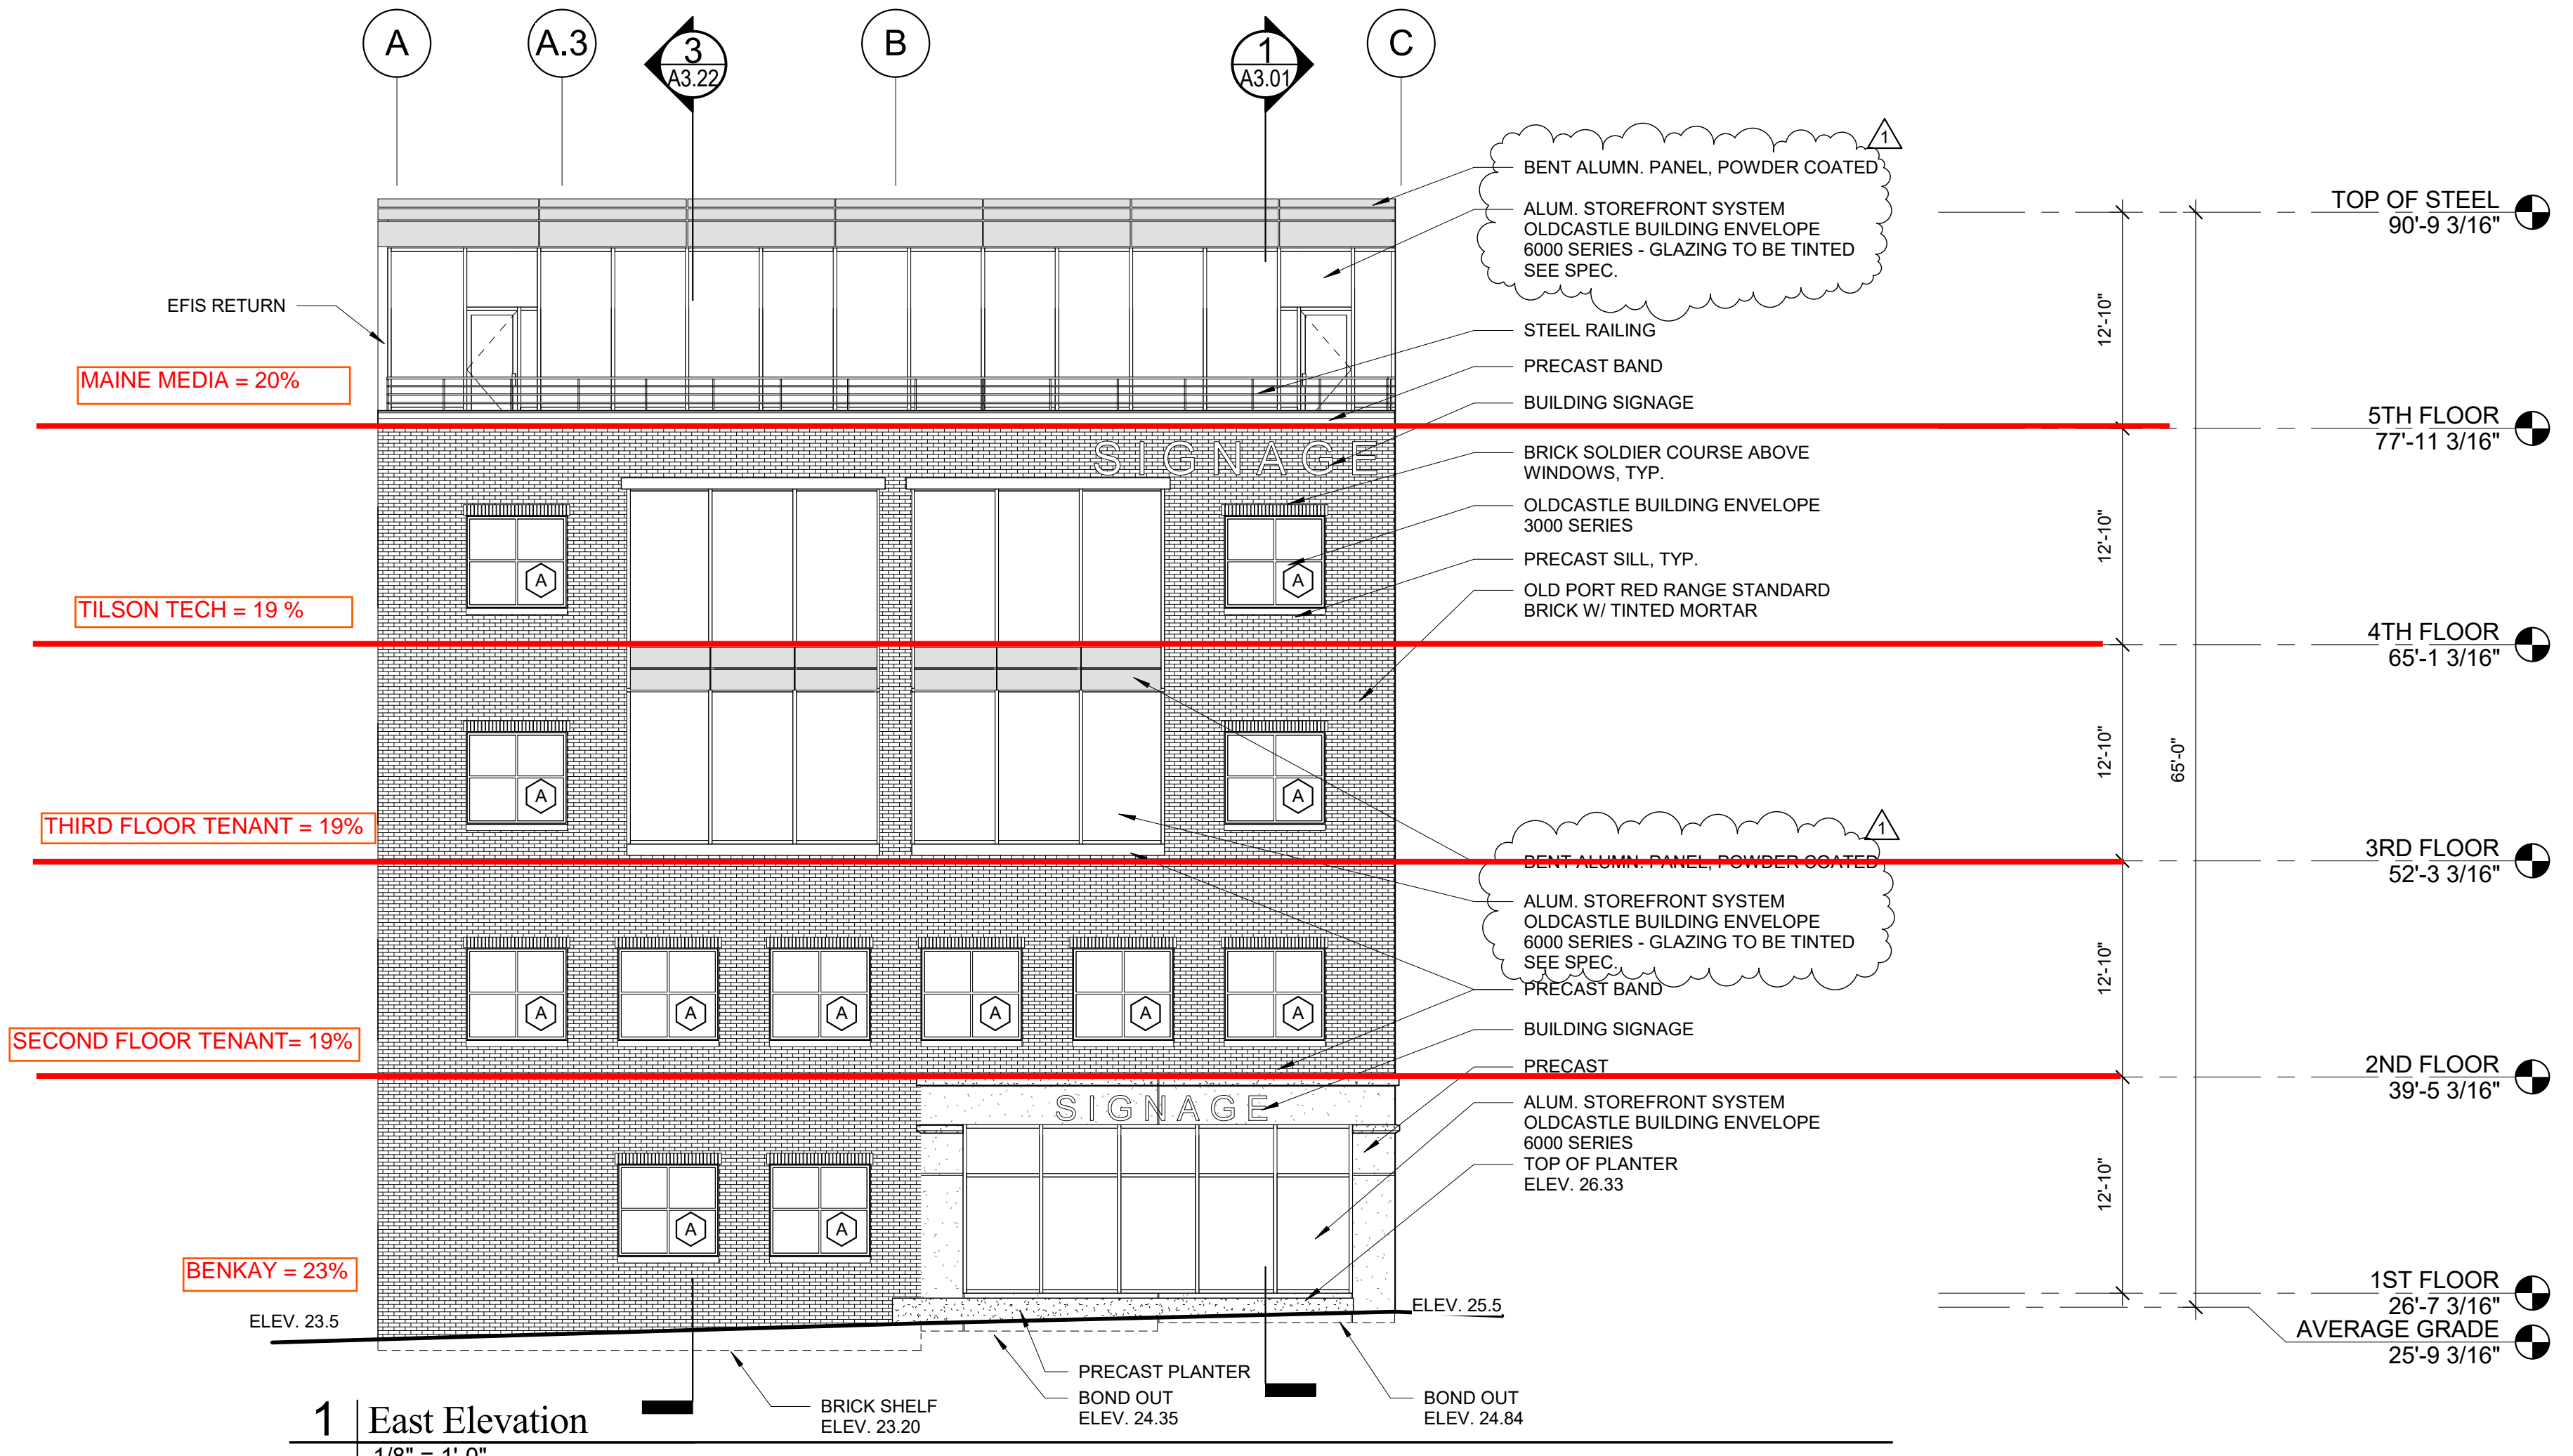 A
A.3
3
A3.22
B
1
A3.01
C
1
BENT ALUMN. PANEL, POWDER COATED
ALUM. STOREFRONT SYSTEM
OLDCASTLE BUILDING ENVELOPE
6000 SERIES - GLAZING TO BE TINTED
SEE SPEC.
TOP OF STEEL
90'-9 3/16"
12'-10"
EFIS RETURN
STEEL RAILING
PRECAST BAND
BUILDING SIGNAGE
MAINE MEDIA = 20%
5TH FLOOR
77'-11 3/16"
SIGNAGE
BRICK SOLDIER COURSE ABOVE
WINDOWS, TYP.
OLDCASTLE BUILDING ENVELOPE
3000 SERIES
PRECAST SILL, TYP.
OLD PORT RED RANGE STANDARD
BRICK W/ TINTED MORTAR
12'-10"
A
A
TILSON TECH = 19 %
4TH FLOOR
65'-1 3/16"
12'-10"
65'-0"
A
A
THIRD FLOOR TENANT = 19%
1
BENT ALUMN. PANEL, POWDER COATED
3RD FLOOR
52'-3 3/16"
ALUM. STOREFRONT SYSTEM
OLDCASTLE BUILDING ENVELOPE
6000 SERIES - GLAZING TO BE TINTED
SEE SPEC.
12'-10"
PRECAST BAND
A
A
A
A
A
A
BUILDING SIGNAGE
SECOND FLOOR TENANT= 19%
PRECAST
2ND FLOOR
39'-5 3/16"
SIGNAGE
ALUM. STOREFRONT SYSTEM
OLDCASTLE BUILDING ENVELOPE
6000 SERIES
TOP OF PLANTER
ELEV. 26.33
12'-10"
A
A
BENKAY = 23%
1ST FLOOR
26'-7 3/16"
ELEV. 23.5
ELEV. 25.5
AVERAGE GRADE
25'-9 3/16"
PRECAST PLANTER
BRICK SHELF
ELEV. 23.20
BOND OUT
ELEV. 24.35
BOND OUT
ELEV. 24.84
1
East Elevation
1/8" = 1'-0"